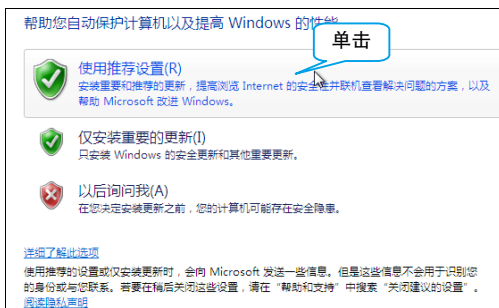 帮助您自动保护计算机以及提高 Windows 的性能
单击
使用推荐设置(R)
安装重要和推荐的更新，提高浏览 Internet 的安全性并联机查看解决问题的方案，以及
帮助 Microsoft 改进 Windows。
仅安装重要的更新(I)
只安装 Windows 的安全更新和其他重要更新。
以后询问我(A)
在您决定安装更新之前，您的计算机可能存在安全隐患。
详细了解此选项
使用推荐的设置或仅安装更新时，会向 Microsoft 发送一些信息。但是这些信息不会用于识别您
的身份或与您联系。若要在稍后关闭这些设置，请在“帮助和支持”中搜索“关闭建议的设置”。
阅读隐私声明